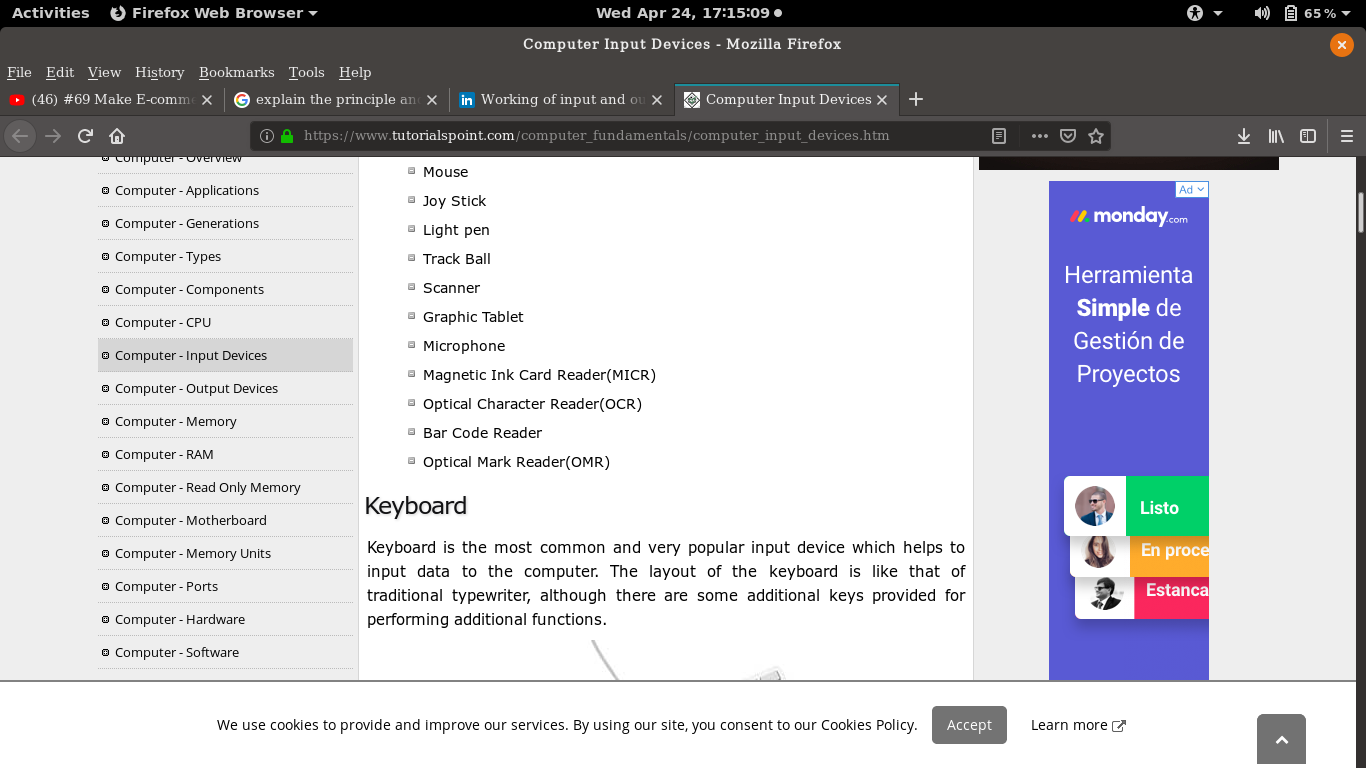 Activities Firefox Web Browser Wed Apr 24, 17:15:09 65%
Computer Input Devices - Mozilla Firefox
File Edit View History Bookmarks Tools Help
(46) #69 Make E-comme explain the principle an Working of input and ou Computer Input Devices
https://www.tutorialspoint.com/computer_fundamentals/computer_input_devices.htm
Computer - Overview
Computer - Applications
Computer - Generations
Computer - Types
Computer - Components
Computer - CPU
Computer - Input Devices
Computer - Output Devices
Computer - Memory
Computer - RAM
Computer - Read Only Memory
Computer - Motherboard
Computer - Memory Units
Computer - Ports
Computer - Hardware
Computer - Software
Mouse
Joy Stick
Light pen
Track Ball
Scanner
Graphic Tablet
Microphone
Magnetic Ink Card Reader(MICR)
Optical Character Reader(OCR)
Bar Code Reader
Optical Mark Reader(OMR)
Keyboard
Keyboard is the most common and very popular input device which helps to
input data to the computer. The layout of the keyboard is like that of
traditional typewriter, although there are some additional keys provided for
performing additional functions.
Ad
monday.com
Herramienta
Simple de
Gestión de
Proyectos
Listo
En proce
Estanca
We use cookies to provide and improve our services. By using our site, you consent to our Cookies Policy. Accept Learn more